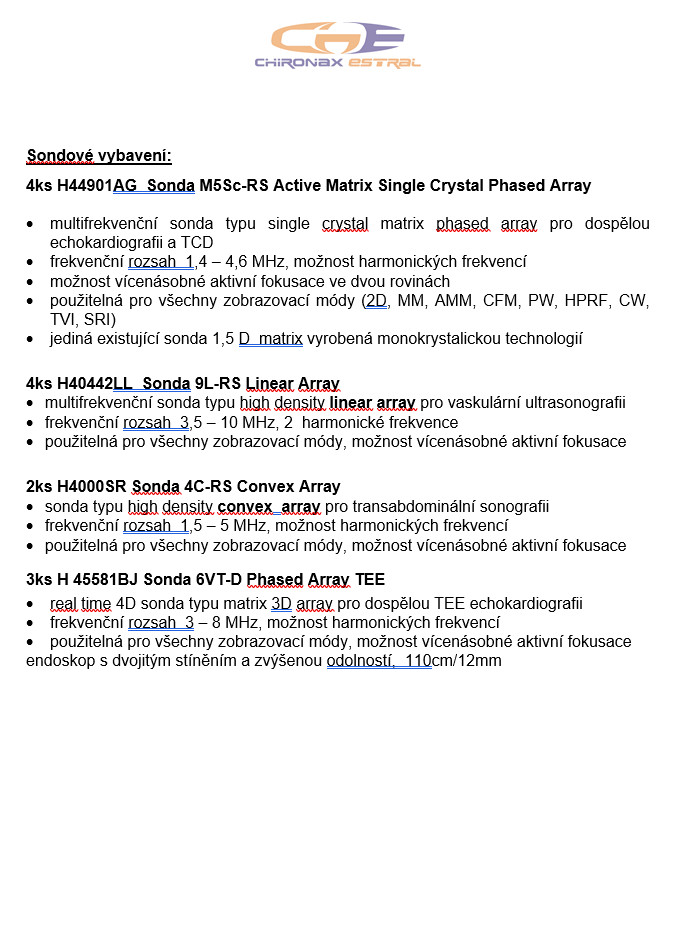 CHIRONAX ESTRAL
Sondové vybavení:
4ks H44901AG  Sonda M5Sc-RS Active Matrix Single Crystal Phased Array
• multifrekvenční sonda typu single crystal matrix phased array pro dospělou
echokardiografii a TCD
• frekvenční rozsah  1,4 – 4,6 MHz, možnost harmonických frekvencí
• možnost vícenásobné aktivní fokusace ve dvou rovinách
• použitelná pro všechny zobrazovací módy (2D, MM, AMM, CFM, PW, HPRF, CW,
TVI, SRI)
• jediná existující sonda 1,5 D  matrix vyrobená monokrystalickou technologií
4ks H40442LL  Sonda 9L-RS Linear Array
• multifrekvenční sonda typu high density linear array pro vaskulární ultrasonografii
• frekvenční rozsah  3,5 – 10 MHz, 2  harmonické frekvence
• použitelná pro všechny zobrazovací módy, možnost vícenásobné aktivní fokusace
2ks H4000SR Sonda 4C-RS Convex Array
• sonda typu high density convex  array pro transabdominální sonografii
• frekvenční rozsah  1,5 – 5 MHz, možnost harmonických frekvencí
• použitelná pro všechny zobrazovací módy, možnost vícenásobné aktivní fokusace
3ks H 45581BJ Sonda 6VT-D Phased Array TEE
• real time 4D sonda typu matrix 3D array pro dospělou TEE echokardiografii
• frekvenční rozsah  3 – 8 MHz, možnost harmonických frekvencí
• použitelná pro všechny zobrazovací módy, možnost vícenásobné aktivní fokusace
endoskop s dvojitým stíněním a zvýšenou odolností,  110cm/12mm